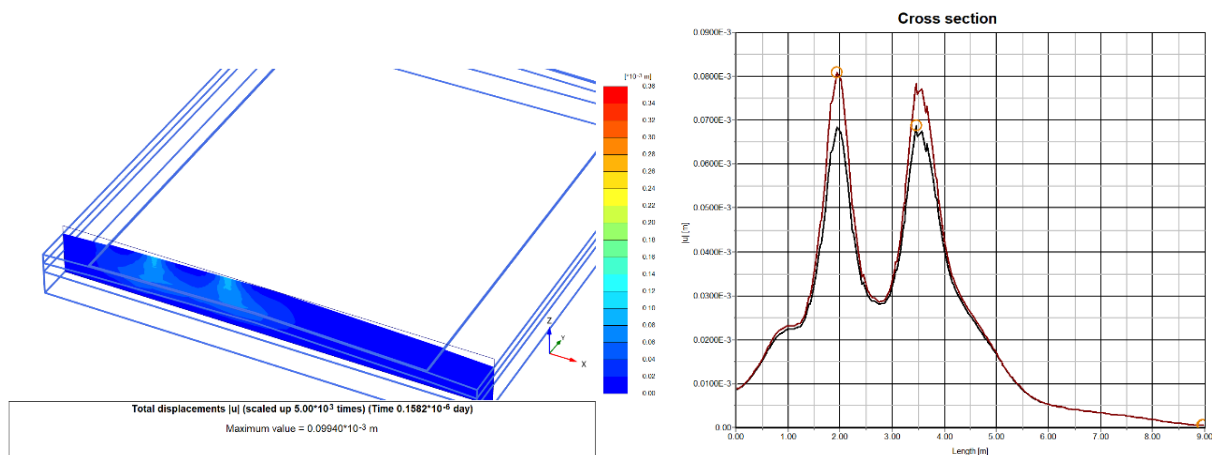 [*10⁻³ m]
0.36
0.34
0.32
0.30
0.28
0.26
0.24
0.22
0.20
0.18
0.16
0.14
0.12
0.10
0.08
0.06
0.04
0.02
0.00
Z
Y
X
Total displacements |u| (scaled up 5.00*10³ times) (Time 0.1582*10⁻⁶ day)
Maximum value = 0.09940*10⁻³ m
Cross section
0.0900E-3
0.0800E-3
0.0700E-3
0.0600E-3
0.0500E-3
0.0400E-3
0.0300E-3
0.0200E-3
0.0100E-3
0.00
|u| [m]
0.00
1.00
2.00
3.00
4.00
5.00
6.00
7.00
8.00
9.00
Length [m]